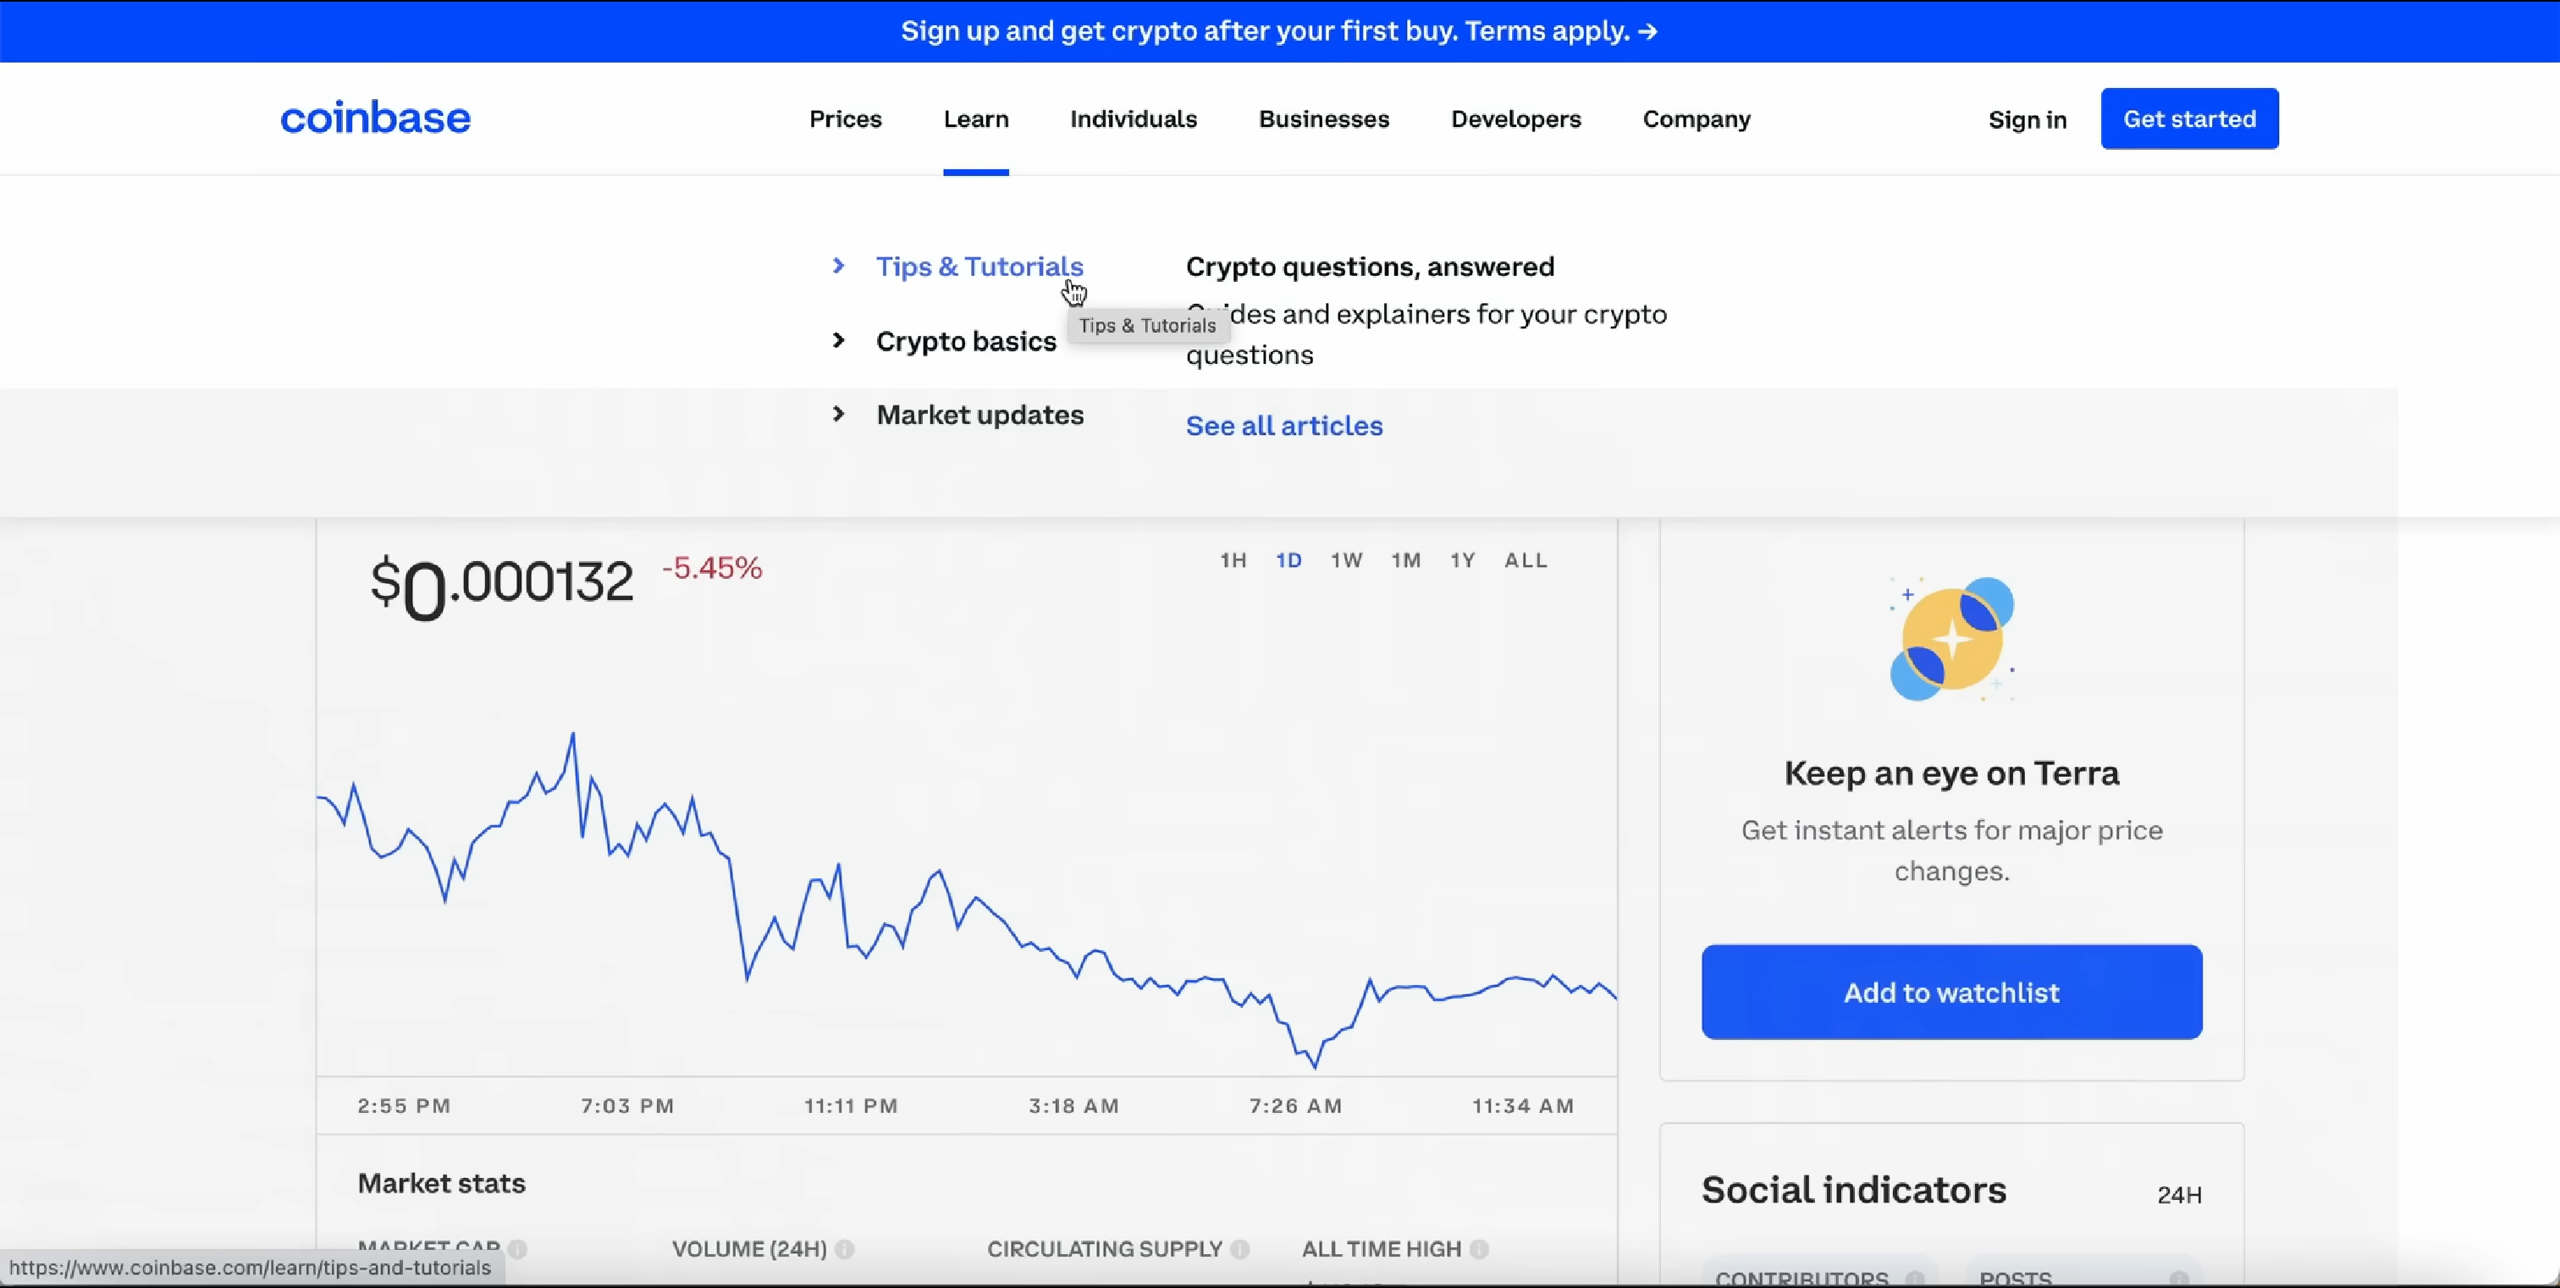 Sign up and get crypto after your first buy. Terms apply. →
coinbase
Prices Learn Individuals Businesses Developers Company Sign in Get started
Tips & Tutorials
Crypto basics
Market updates
Tips & Tutorials
Crypto questions, answered
and explainers for your crypto
questions
See all articles
$0.000132 -5.45%
1H 1D 1W 1M 1Y ALL
2:55 PM 7:03 PM 11:11 PM 3:18 AM 7:26 AM 11:34 AM
Keep an eye on Terra
Get instant alerts for major price
changes.
Add to watchlist
Market stats
MARKET CAP VOLUME (24H) CIRCULATING SUPPLY ALL TIME HIGH
Social indicators 24H
CONTRIBUTORS POSTS
https://www.coinbase.com/learn/tips-and-tutorials